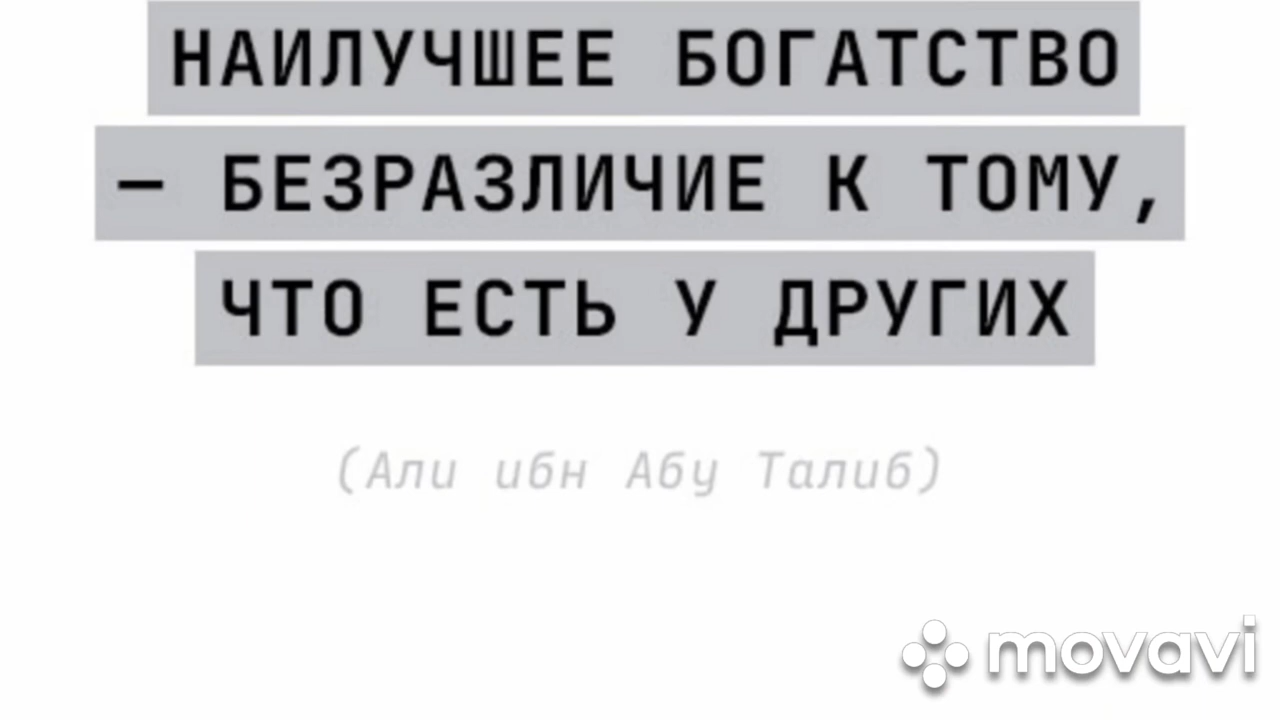 НАИЛУЧШЕЕ БОГАТСТВО
— БЕЗРАЗЛИЧИЕ К ТОМУ,
ЧТО ЕСТЬ У ДРУГИХ
(Али ибн Абу Талиб)
movavi